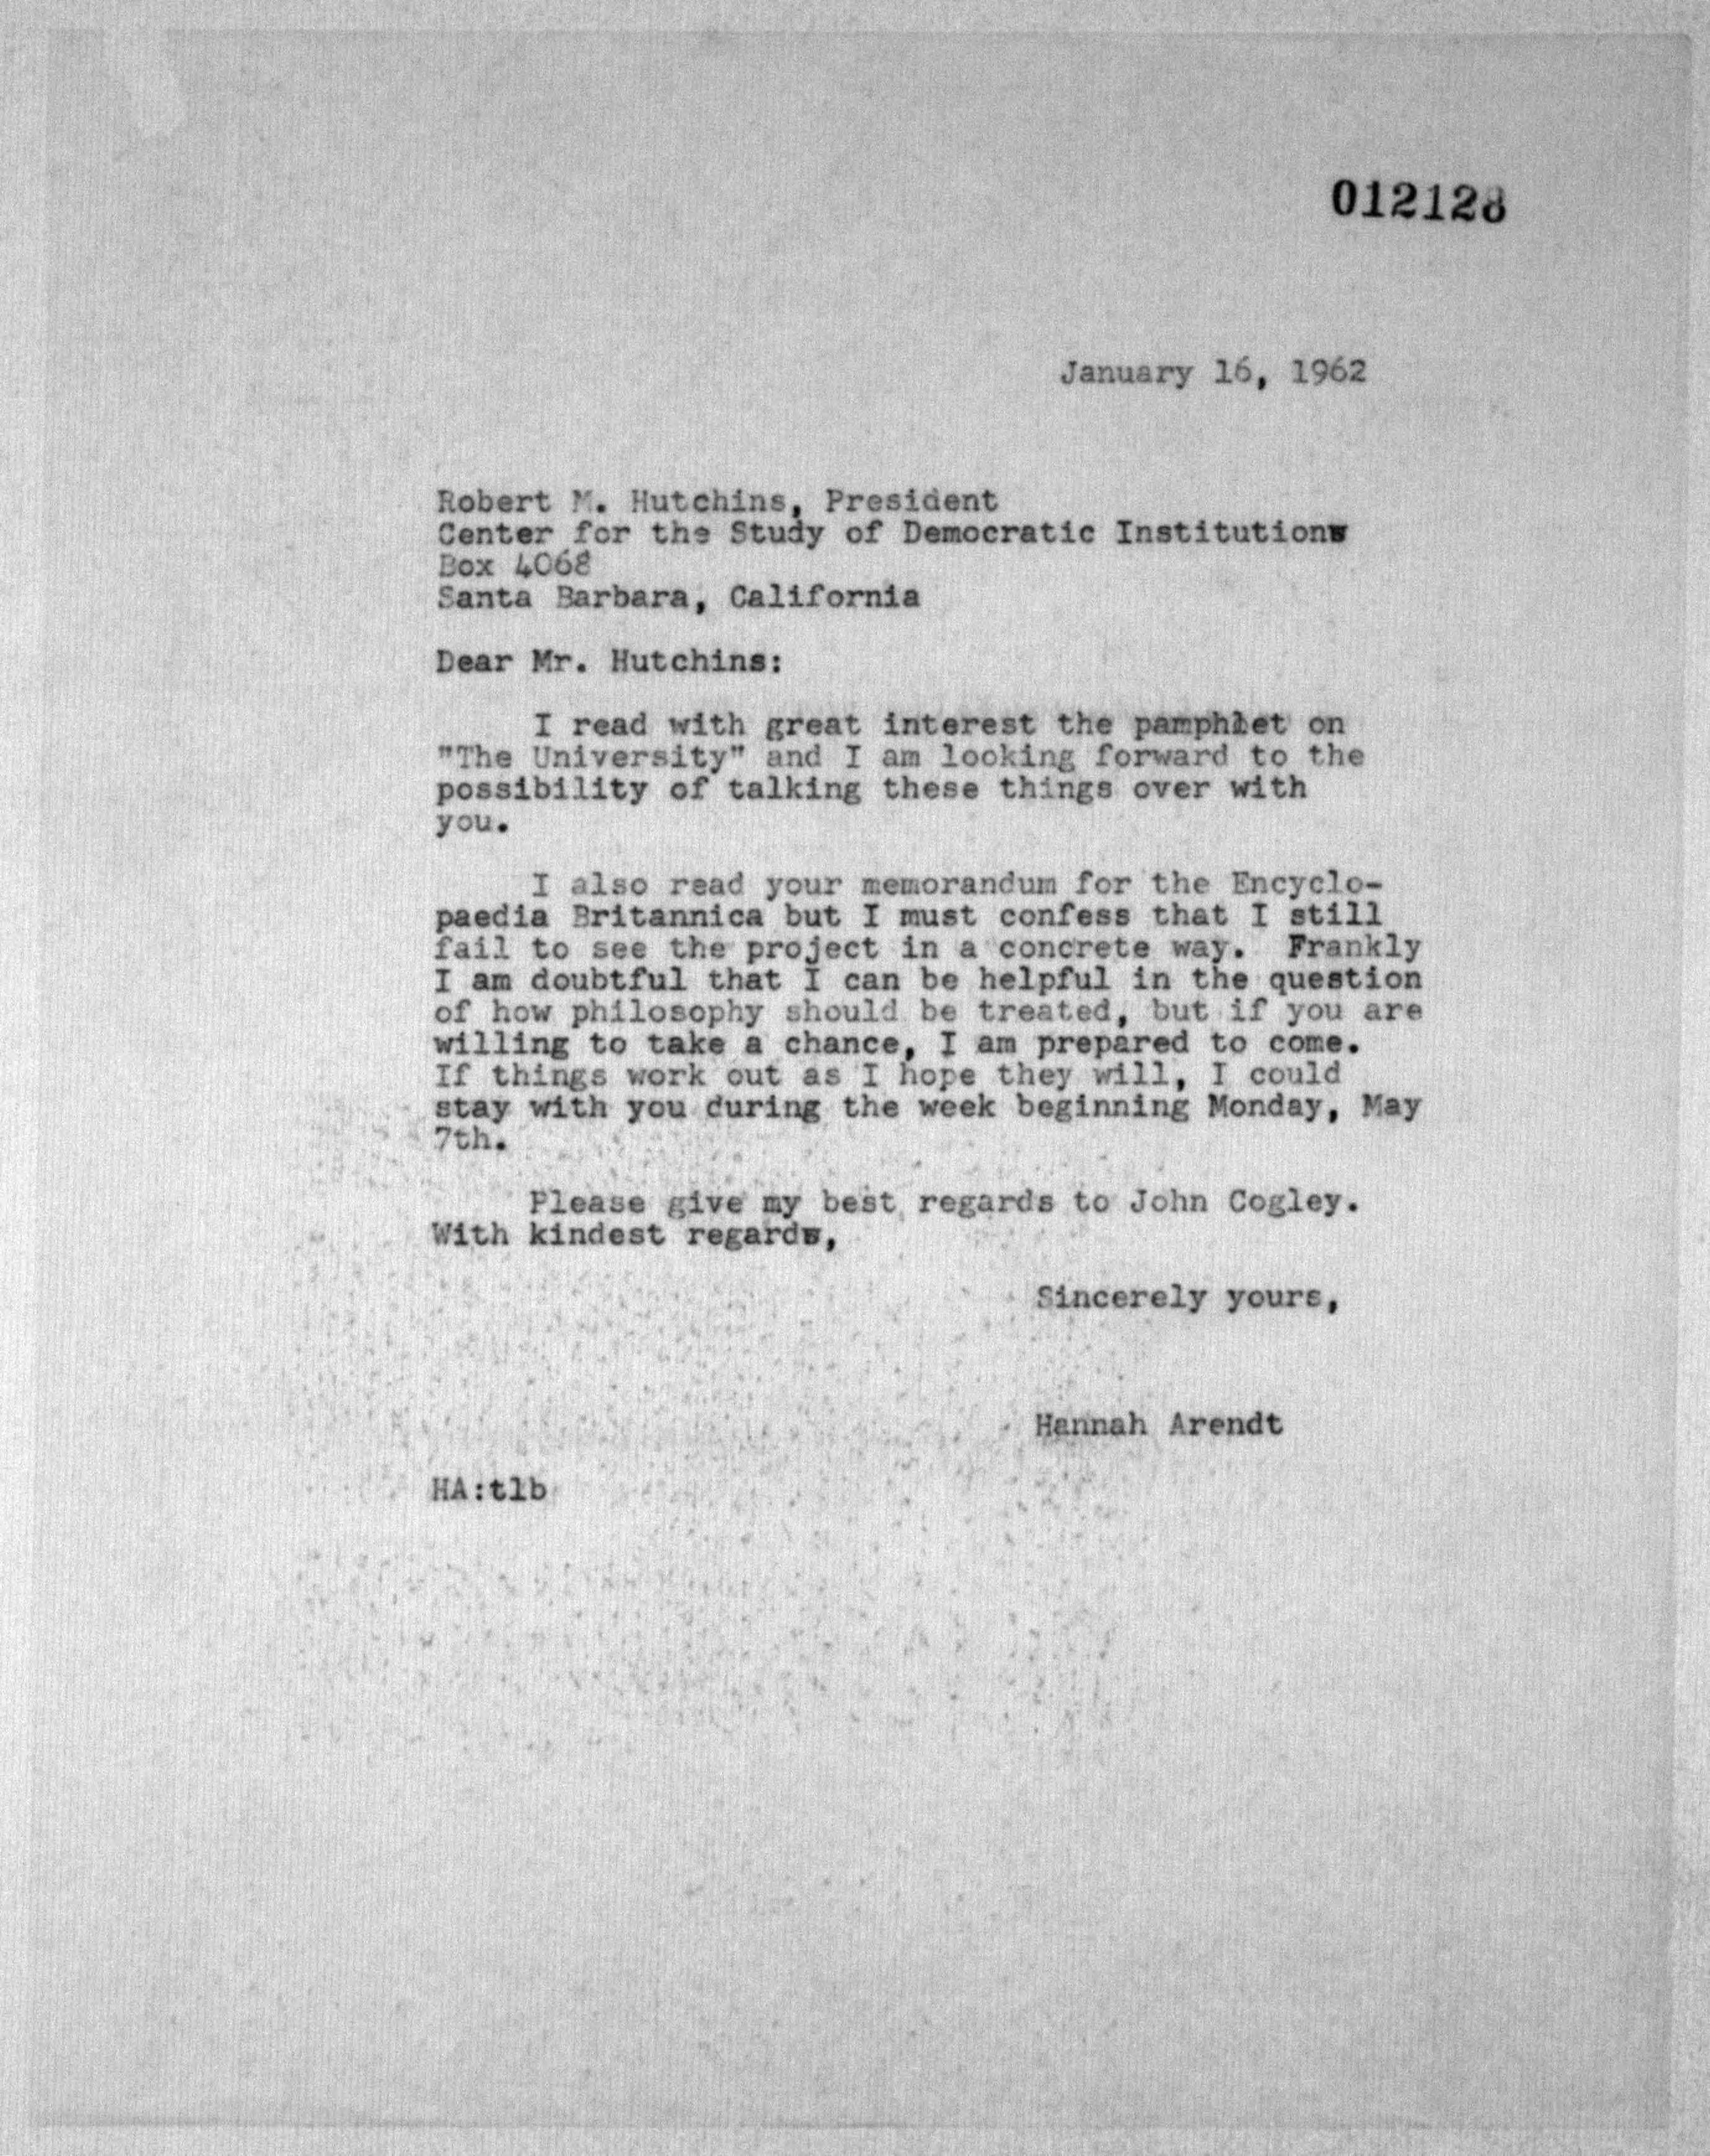 012128
January 16, 1962
Robert M. Hutchins, President
Center for the Study of Democratic Institutions
Box 4068
Santa Barbara, California
Dear Mr. Hutchins:
I read with great interest the pamphlet on
"The University" and I am looking forward to the
possibility of talking these things over with
you.
I also read your memorandum for the Encyclo-
paedia Britannica but I must confess that I still
fail to see the project in a concrete way. Frankly
I am doubtful that I can be helpful in the question
of how philosophy should be treated, but if you are
willing to take a chance, I am prepared to come.
If things work out as I hope they will, I could
stay with you during the week beginning Monday, May
7th.
Please give my best regards to John Cogley.
With kindest regards,
Sincerely yours,
Hannah Arendt
HA:tlb